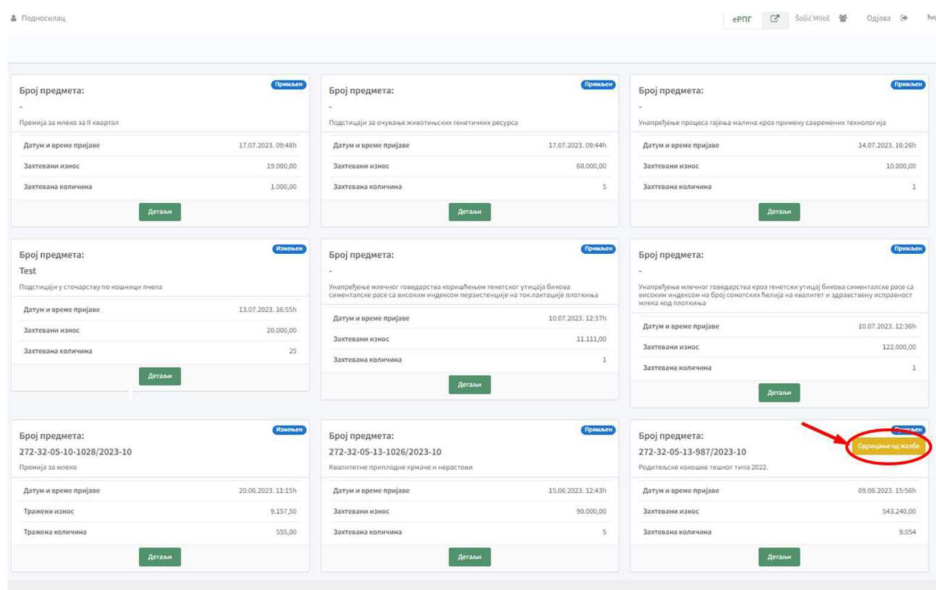 Подносилац
еРПГ
Šošić Miloš
Одјава
Број предмета:
Примљен
-
Премија за млеко за II квартал
Датум и време пријаве 17.07.2023. 09:48h
Захтевани износ 19.000,00
Захтевана количина 1.000,00
Детаљи
Број предмета:
Примљен
-
Подстицаји за очување животињских генетичких ресурса
Датум и време пријаве 17.07.2023. 09:44h
Захтевани износ 60.000,00
Захтевана количина 5
Детаљи
Број предмета:
Примљен
-
Унапређење процеса гајења малина кроз примену савремених технологија
Датум и време пријаве 14.07.2023. 16:26h
Захтевани износ 10.000,00
Захтевана количина 1
Детаљи
Број предмета:
Измењен
Test
Подстицаји у сточарству по кошници пчела
Датум и време пријаве 13.07.2023. 16:55h
Захтевани износ 20.000,00
Захтевана количина 25
Детаљи
Број предмета:
Примљен
-
Унапређење млечног говедарства коришћењем генетског утицаја бикова
сименталске расе са високим индексом перзистенције на ток лактације плоткиња
Датум и време пријаве 10.07.2023. 12:37h
Захтевани износ 11.111,00
Захтевана количина 1
Детаљи
Број предмета:
Примљен
-
Унапређење млечног говедарства кроз генетски утицај бикова сименталске расе са
високим индексом на број соматских ћелија на квалитет и здравствену исправност
млека код плоткиња
Датум и време пријаве 10.07.2023. 12:36h
Захтевани износ 122.000,00
Захтевана количина 1
Детаљи
Број предмета:
Измењен
272-32-05-10-1028/2023-10
Премија за млеко
Датум и време пријаве 20.06.2023. 11:15h
Тражени износ 9.157,50
Тражена количина 555,00
Детаљи
Број предмета:
Примљен
272-32-05-13-1026/2023-10
Квалитетне приплодне крмаче и нерастови
Датум и време пријаве 15.06.2023. 12:43h
Захтевани износ 90.000,00
Захтевана количина 5
Детаљи
Број предмета:
Примљен
Одрицање од жалбе
272-32-05-13-987/2023-10
Родитељске кокошке тешког типа 2022.
Датум и време пријаве 09.06.2023. 15:56h
Захтевани износ 543.240,00
Захтевана количина 9.054
Детаљи